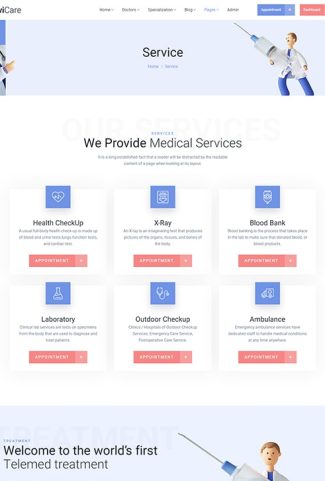 Care
Home Doctors Specialization Blog Pages Admin Appointment + Dashboard
Service
Home Service
OUR SERVICES
SERVICES
We Provide Medical Services
It is a long established fact that a reader will be distracted by the readable
content of a page when looking at its layout.
Health CheckUp
A usual full-body health check-up is made up
of blood and urine tests, lungs function tests,
and cardiac test.
APPOINTMENT +
X-Ray
An X-ray is an imaging test that produces
pictures of the organs, tissues, and bones of
the body.
APPOINTMENT +
Blood Bank
Blood banking is the process that takes place
in the lab to make sure that donated blood, or
blood products,
APPOINTMENT +
Laboratory
Clinical lab services are tests on specimens
from the body that are used to diagnose and
treat patients
APPOINTMENT +
Outdoor Checkup
Clinics / Hospitals of Outdoor Checkup
Services, Emergency Care Service,
Postoperative Care Service.
APPOINTMENT +
Ambulance
Emergency ambulance services have
dedicated staff to handle medical conditions
at any time anywhere.
APPOINTMENT +
TREATMENT
TREATMENT
Welcome to the world's first
Telemed treatment